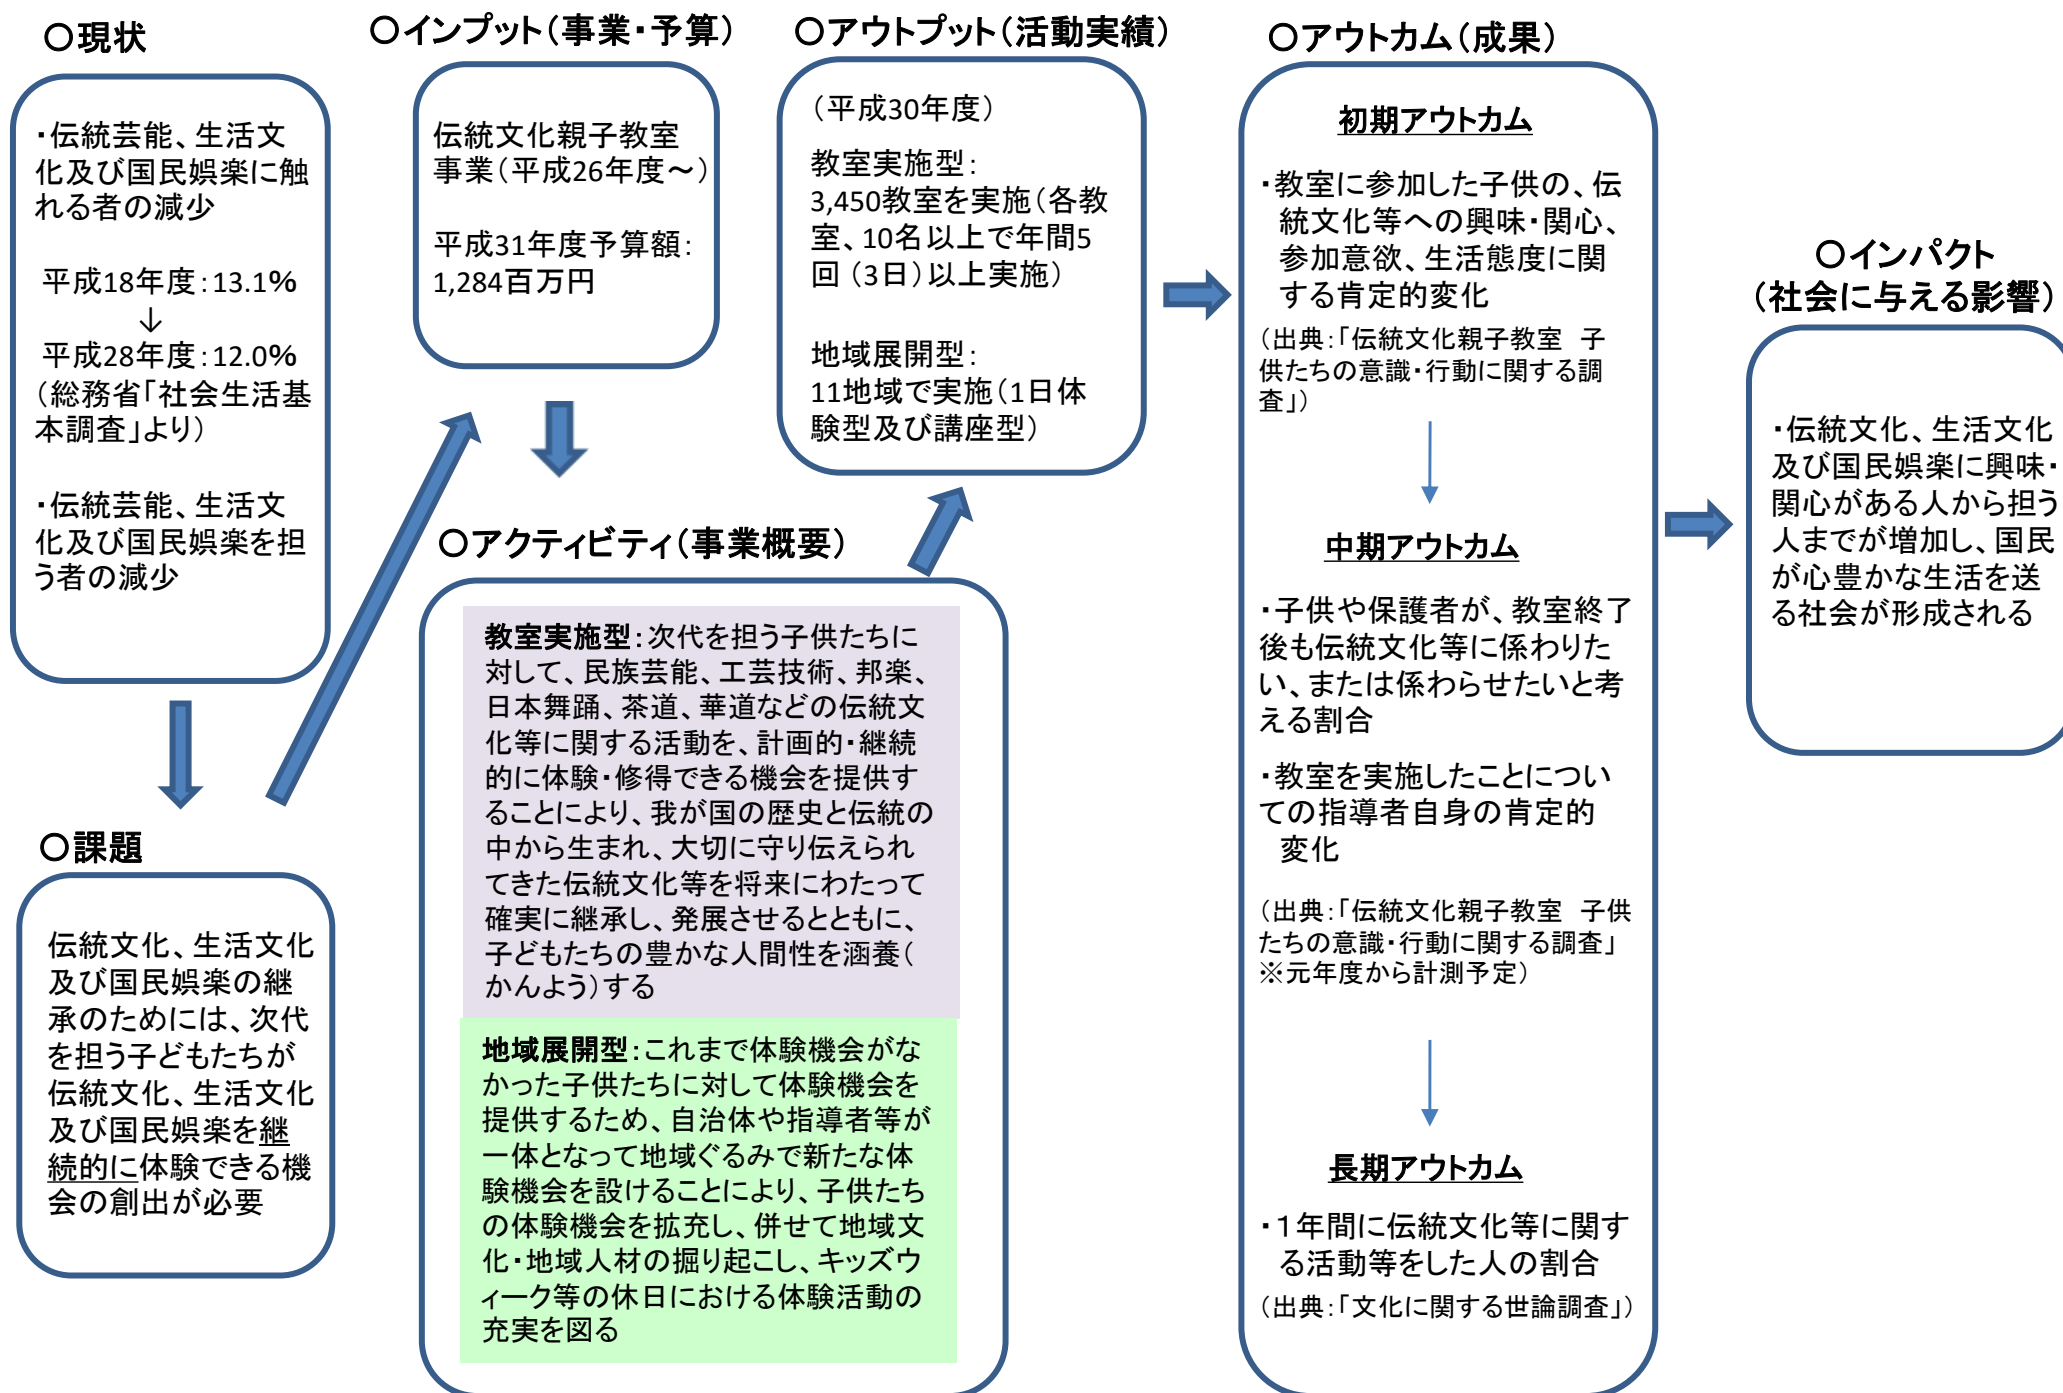 ○現状
・伝統芸能、生活文
化及び国民娯楽に触
れる者の減少
平成18年度：13.1%
↓
平成28年度：12.0%
（総務省「社会生活基
本調査」より）
・伝統芸能、生活文
化及び国民娯楽を担
う者の減少
○課題
伝統文化、生活文化
及び国民娯楽の継
承のためには、次代
を担う子どもたちが
伝統文化、生活文化
及び国民娯楽を継
続的に体験できる機
会の創出が必要
○インプット（事業・予算）
伝統文化親子教室
事業（平成26年度～）
平成31年度予算額：
1,284百万円
○アクティビティ（事業概要）
教室実施型：次代を担う子供たちに
対して、民族芸能、工芸技術、邦楽、
日本舞踊、茶道、華道などの伝統文
化等に関する活動を、計画的・継続
的に体験・修得できる機会を提供す
ることにより、我が国の歴史と伝統の
中から生まれ、大切に守り伝えられ
てきた伝統文化等を将来にわたって
確実に継承し、発展させるとともに、
子どもたちの豊かな人間性を涵養（
かんよう）する
地域展開型：これまで体験機会がな
かった子供たちに対して体験機会を
提供するため、自治体や指導者等が
一体となって地域ぐるみで新たな体
験機会を設けることにより、子供たち
の体験機会を拡充し、併せて地域文
化・地域人材の掘り起こし、キッズウ
ィーク等の休日における体験活動の
充実を図る
○アウトプット（活動実績）
（平成30年度）
教室実施型：
3,450教室を実施（各教
室、10名以上で年間5
回（3日）以上実施）
地域展開型：
11地域で実施（1日体
験型及び講座型）
○アウトカム（成果）
初期アウトカム
・教室に参加した子供の、伝
統文化等への興味・関心、
参加意欲、生活態度に関
する肯定的変化
（出典：「伝統文化親子教室　子
供たちの意識・行動に関する調
査」）
中期アウトカム
・子供や保護者が、教室終了
後も伝統文化等に係わりた
い、または係わらせたいと考
える割合
・教室を実施したことについ
ての指導者自身の肯定的
変化
（出典：「伝統文化親子教室　子供
たちの意識・行動に関する調査」
※元年度から計測予定）
長期アウトカム
・１年間に伝統文化等に関す
る活動等をした人の割合
（出典：「文化に関する世論調査」）
○インパクト
（社会に与える影響）
・伝統文化、生活文化
及び国民娯楽に興味・
関心がある人から担う
人までが増加し、国民
が心豊かな生活を送
る社会が形成される